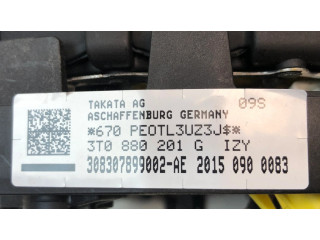 TAKATA AG 09S
ASCHAFFENBURG GERMANY
*670 PEOTL3UZ3J$*
3T0 880 201 G IZY
308307899002-AE 2015 090 0083